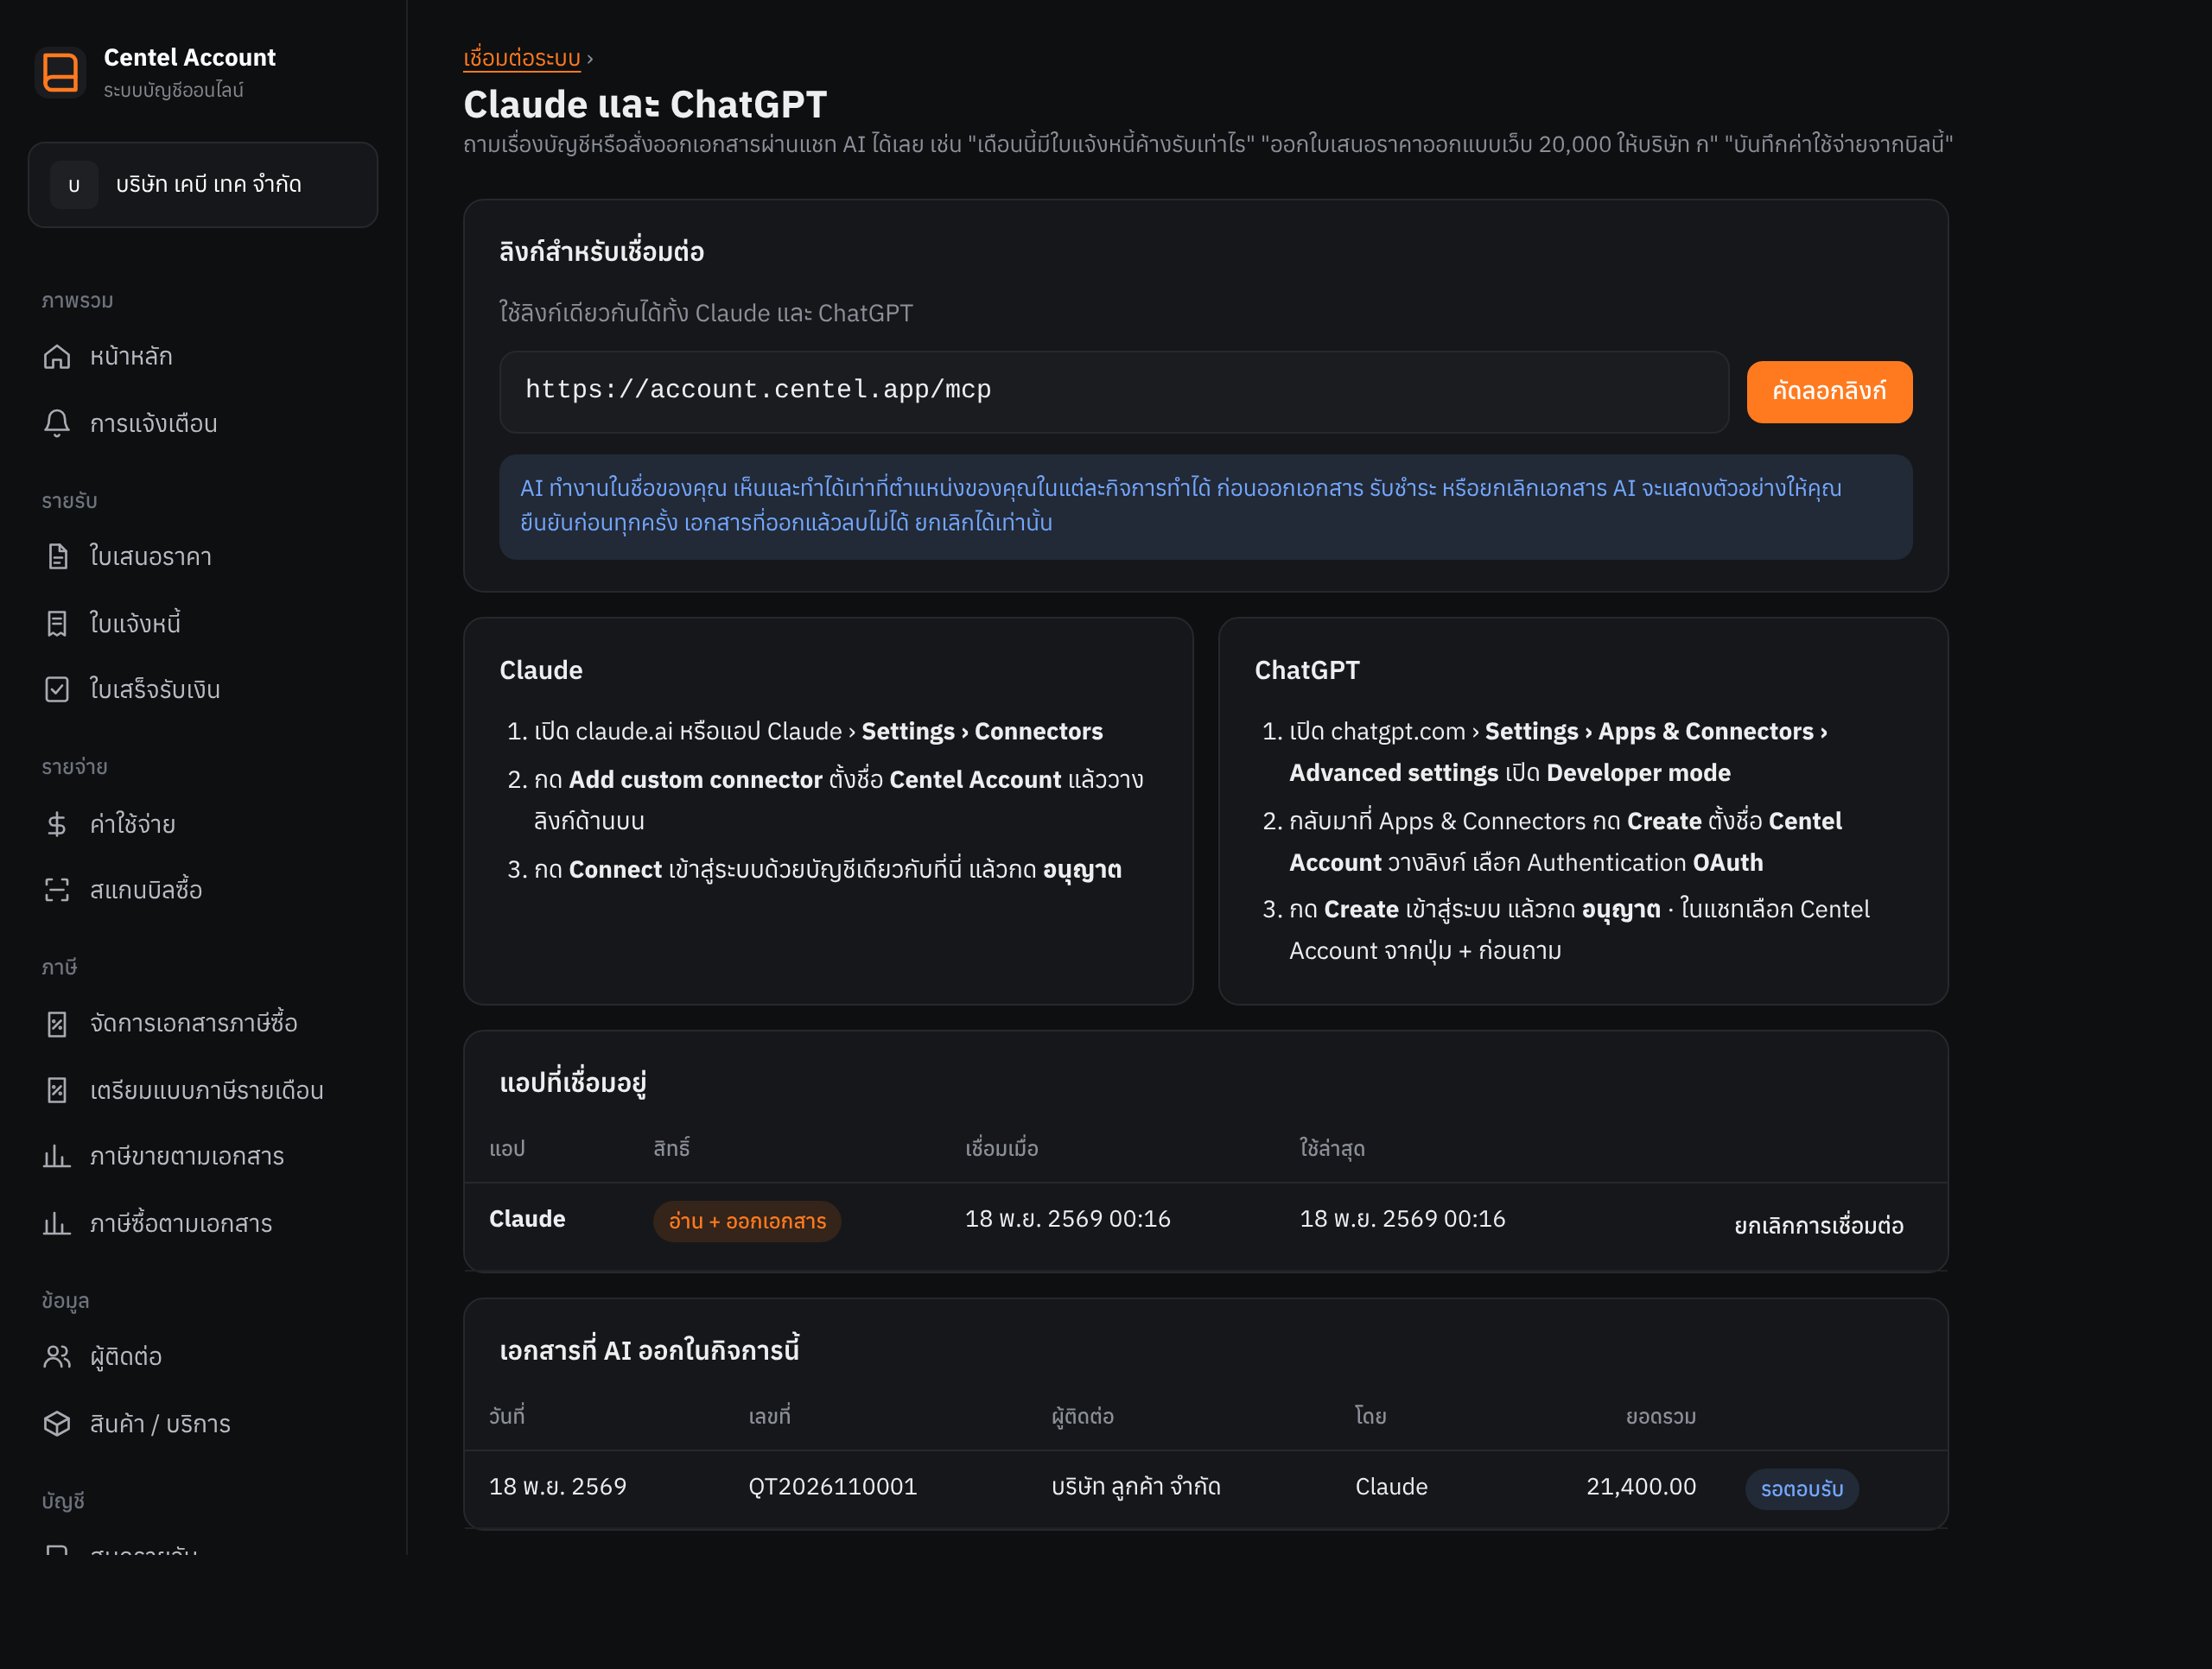 Centel Account
ระบบบัญชีออนไลน์
บ
บริษัท เคบี เทค จำกัด
ภาพรวม
หน้าหลัก
การแจ้งเตือน
รายรับ
ใบเสนอราคา
ใบแจ้งหนี้
ใบเสร็จรับเงิน
รายจ่าย
ค่าใช้จ่าย
สแกนบิลซื้อ
ภาษี
จัดการเอกสารภาษีซื้อ
เตรียมแบบภาษีรายเดือน
ภาษีขายตามเอกสาร
ภาษีซื้อตามเอกสาร
ข้อมูล
ผู้ติดต่อ
สินค้า / บริการ
บัญชี
เชื่อมต่อระบบ ›
Claude และ ChatGPT
ถามเรื่องบัญชีหรือสั่งออกเอกสารผ่านแชท AI ได้เลย เช่น "เดือนนี้มีใบแจ้งหนี้ค้างรับเท่าไร" "ออกใบเสนอราคาออกแบบเว็บ 20,000 ให้บริษัท ก" "บันทึกค่าใช้จ่ายจากบิลนี้"
ลิงก์สำหรับเชื่อมต่อ
ใช้ลิงก์เดียวกันได้ทั้ง Claude และ ChatGPT
https://account.centel.app/mcp
คัดลอกลิงก์
AI ทำงานในชื่อของคุณ เห็นและทำได้เท่าที่ตำแหน่งของคุณในแต่ละกิจการทำได้ ก่อนออกเอกสาร รับชำระ หรือยกเลิกเอกสาร AI จะแสดงตัวอย่างให้คุณ
ยืนยันก่อนทุกครั้ง เอกสารที่ออกแล้วลบไม่ได้ ยกเลิกได้เท่านั้น
Claude
1. เปิด claude.ai หรือแอป Claude › Settings › Connectors
2. กด Add custom connector ตั้งชื่อ Centel Account แล้ววาง
ลิงก์ด้านบน
3. กด Connect เข้าสู่ระบบด้วยบัญชีเดียวกับที่นี่ แล้วกด อนุญาต
ChatGPT
1. เปิด chatgpt.com › Settings › Apps & Connectors ›
Advanced settings เปิด Developer mode
2. กลับมาที่ Apps & Connectors กด Create ตั้งชื่อ Centel
Account วางลิงก์ เลือก Authentication OAuth
3. กด Create เข้าสู่ระบบ แล้วกด อนุญาต · ในแชทเลือก Centel
Account จากปุ่ม + ก่อนถาม
แอปที่เชื่อมอยู่
แอป สิทธิ์ เชื่อมเมื่อ ใช้ล่าสุด
Claude อ่าน + ออกเอกสาร 18 พ.ย. 2569 00:16 18 พ.ย. 2569 00:16 ยกเลิกการเชื่อมต่อ
เอกสารที่ AI ออกในกิจการนี้
วันที่ เลขที่ ผู้ติดต่อ โดย ยอดรวม
18 พ.ย. 2569 QT2026110001 บริษัท ลูกค้า จำกัด Claude 21,400.00 รอตอบรับ